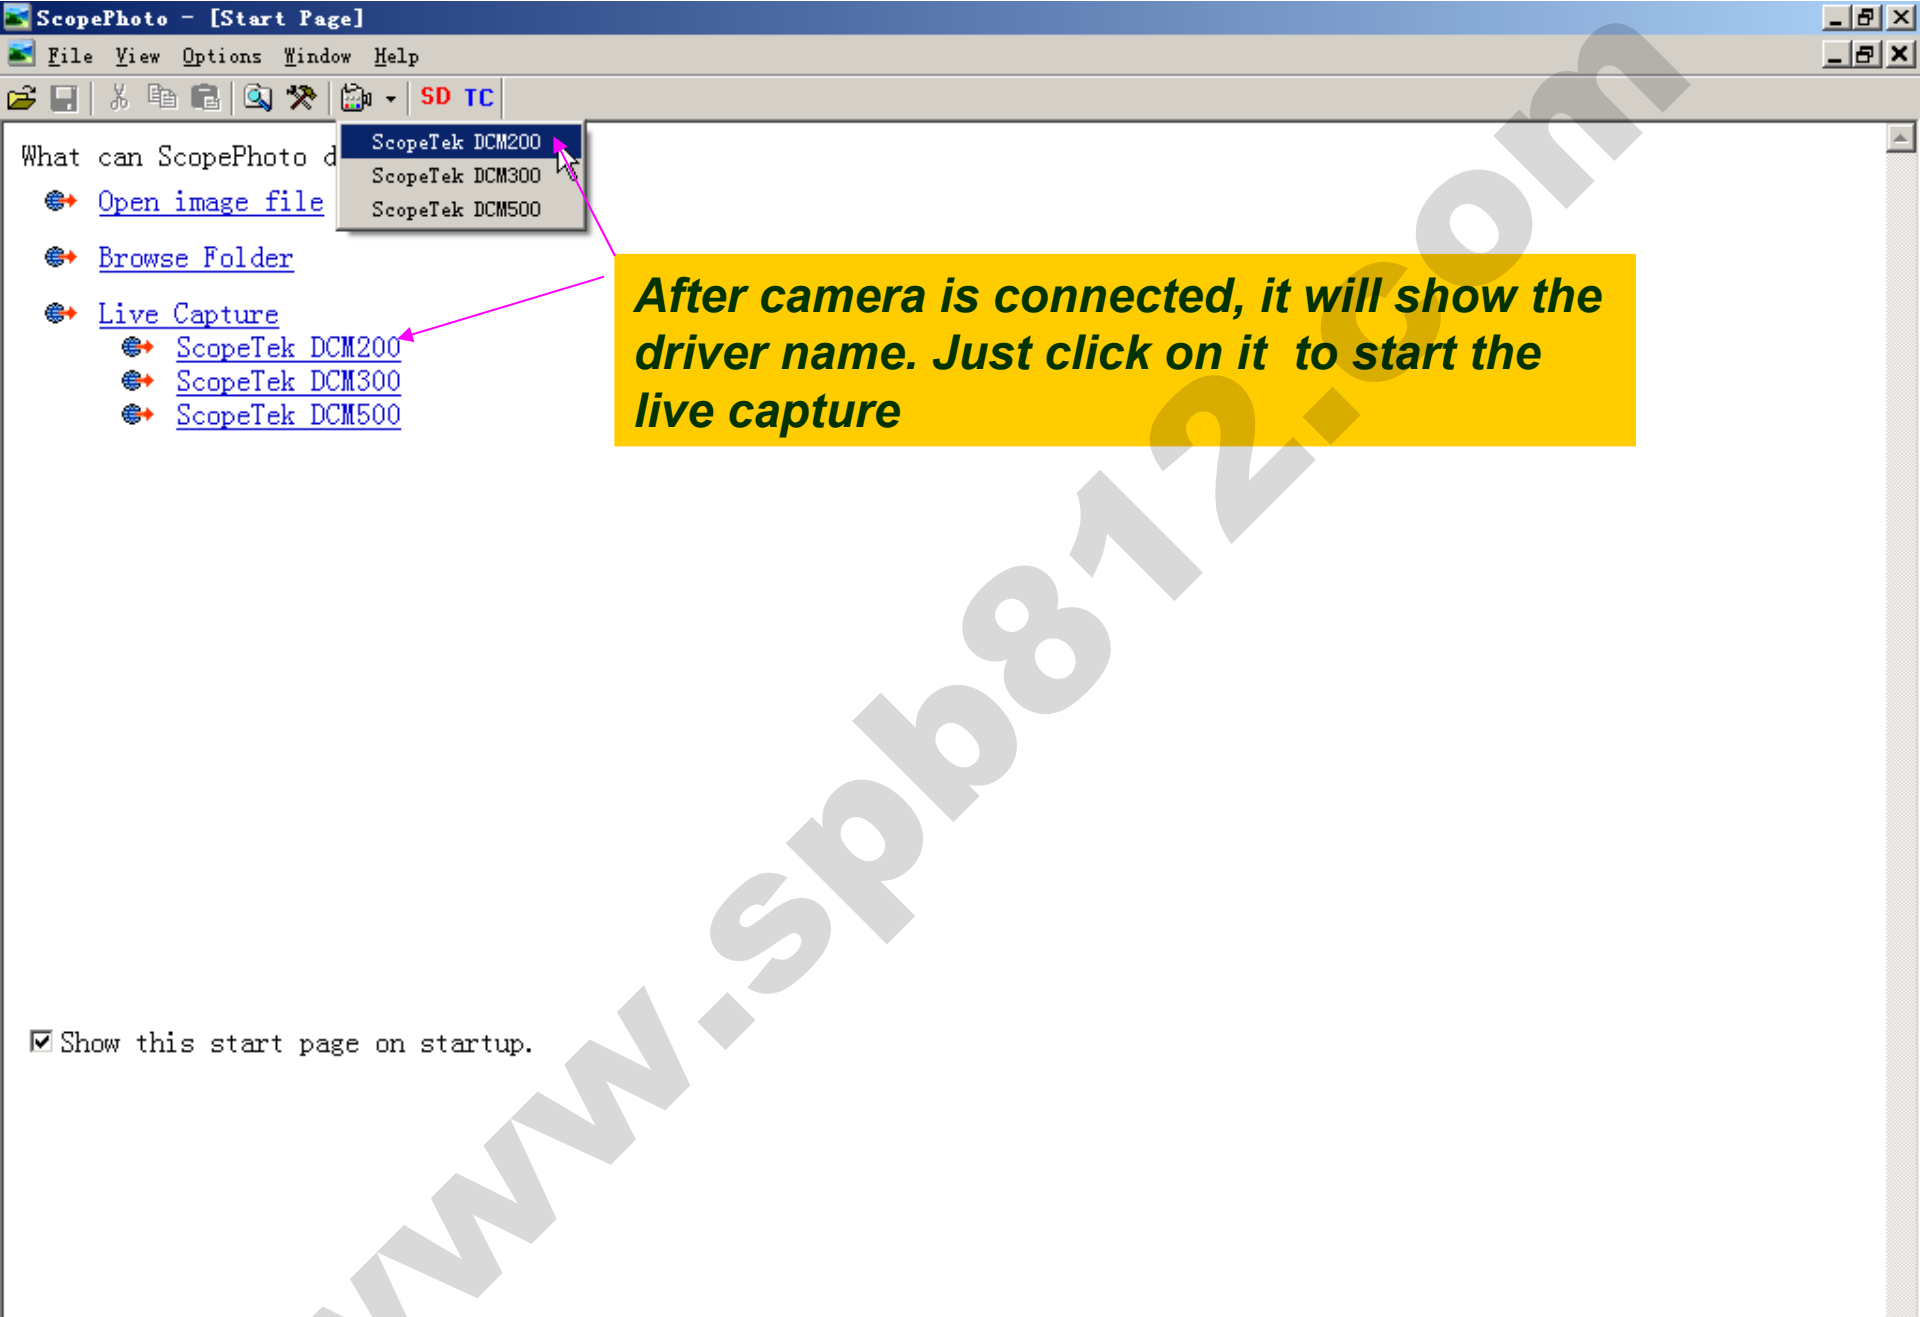 ScopePhoto - [Start Page]
File View Options Window Help
SD TC
What can ScopePhoto d
ScopeTek DCM200
ScopeTek DCM300
ScopeTek DCM500
Open image file
Browse Folder
Live Capture
ScopeTek DCM200
ScopeTek DCM300
ScopeTek DCM500
After camera is connected, it will show the
driver name. Just click on it  to start the
live capture
Show this start page on startup.
www.spb812.com